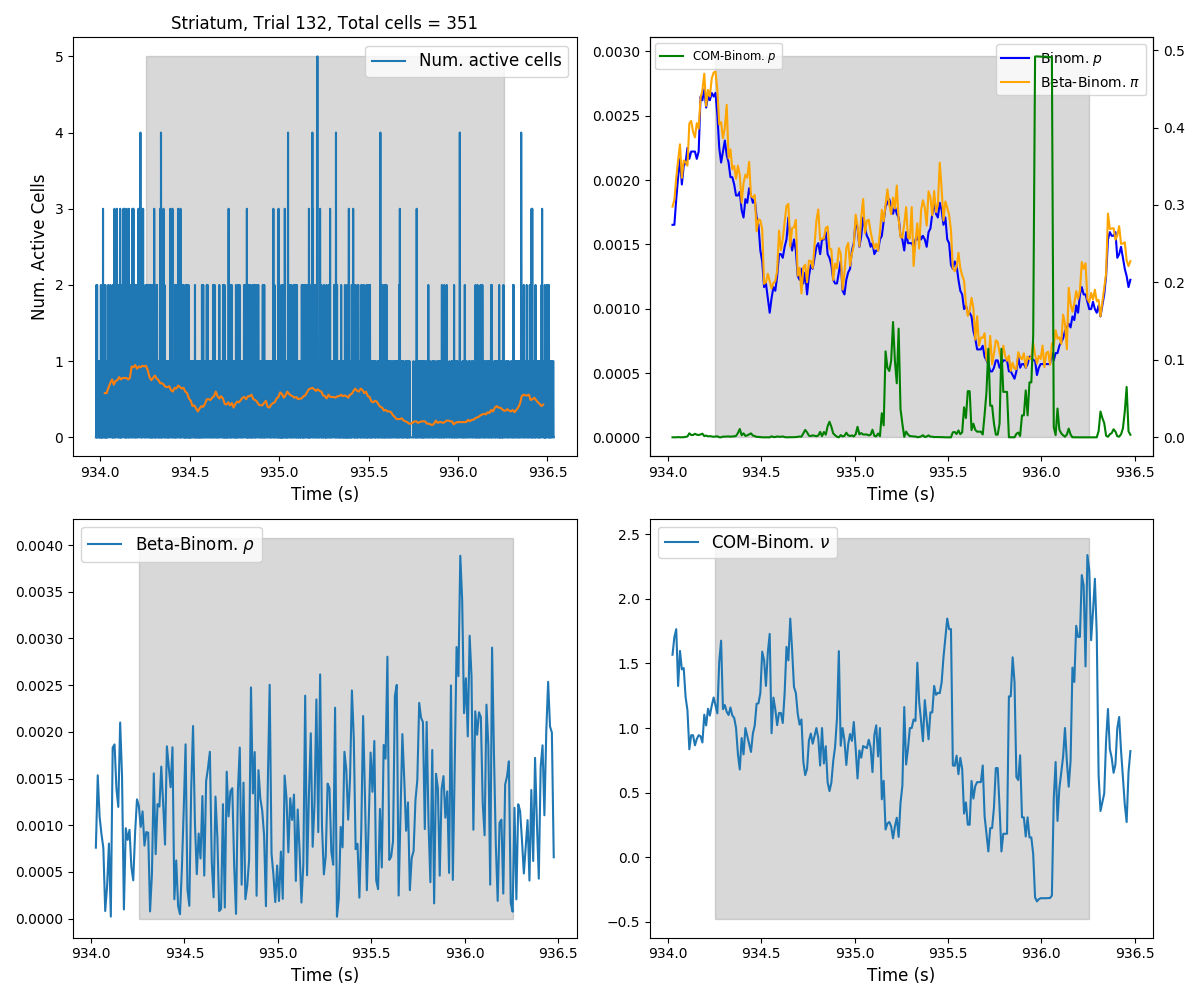 Striatum, Trial 132, Total cells = 351
Num. active cells
5
4
3
2
1
0
Num. Active Cells
934.0 934.5 935.0 935.5 936.0 936.5
Time (s)
COM-Binom. p
Binom. p
Beta-Binom. π
0.0030
0.0025
0.0020
0.0015
0.0010
0.0005
0.0000
0.5
0.4
0.3
0.2
0.1
0.0
934.0 934.5 935.0 935.5 936.0 936.5
Time (s)
Beta-Binom. ρ
0.0040
0.0035
0.0030
0.0025
0.0020
0.0015
0.0010
0.0005
0.0000
934.0 934.5 935.0 935.5 936.0 936.5
Time (s)
COM-Binom. ν
2.5
2.0
1.5
1.0
0.5
0.0
−0.5
934.0 934.5 935.0 935.5 936.0 936.5
Time (s)